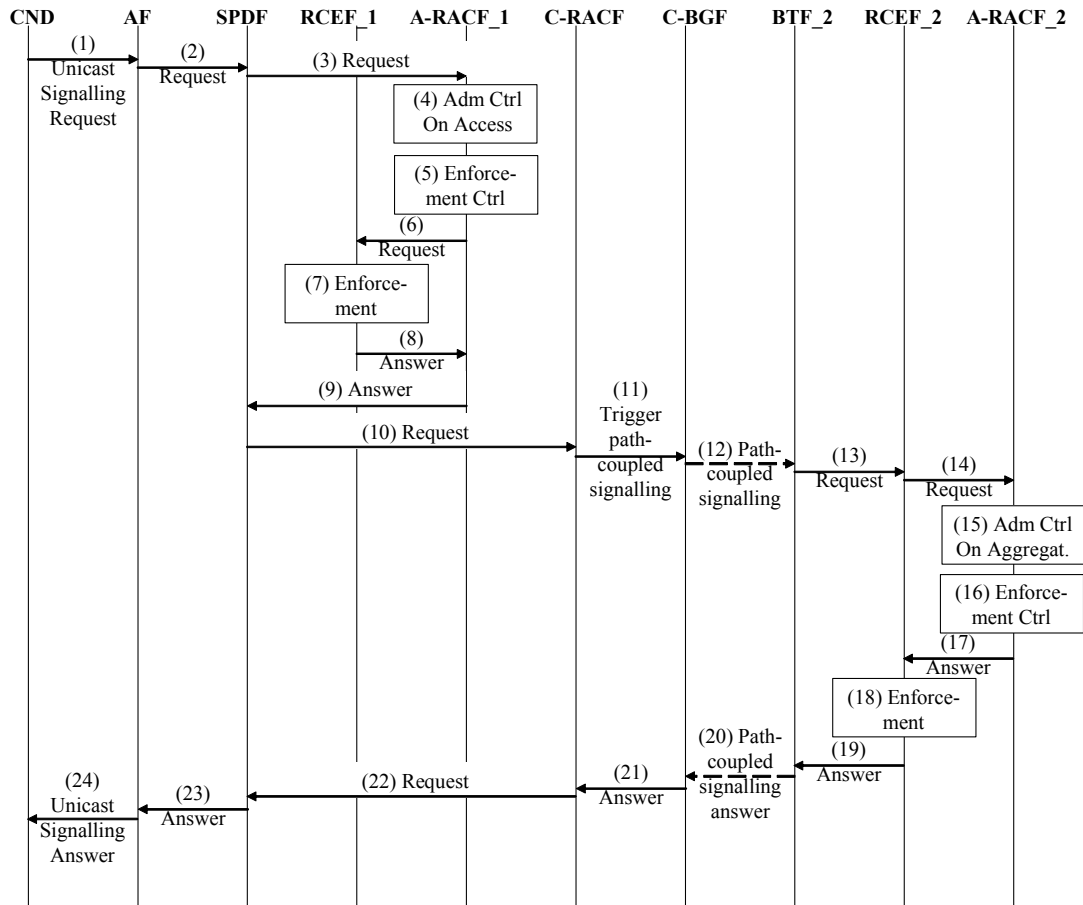 CND AF SPDF RCEF_1 A-RACF_1 C-RACF C-BGF BTF_2 RCEF_2 A-RACF_2
(1)
Unicast
Signalling
Request
(2)
Request
(3) Request
(4) Adm Ctrl
On Access
(5) Enforce-
ment Ctrl
(6)
Request
(7) Enforce-
ment
(8)
Answer
(9) Answer
(10) Request
(11)
Trigger
path-
coupled
signalling
(12) Path-
coupled
signalling
(13)
Request
(14)
Request
(15) Adm Ctrl
On Aggregat.
(16) Enforce-
ment Ctrl
(17)
Answer
(18) Enforce-
ment
(19)
Answer
(20) Path-
coupled
signalling
answer
(21)
Answer
(22) Request
(23)
Answer
(24)
Unicast
Signalling
Answer